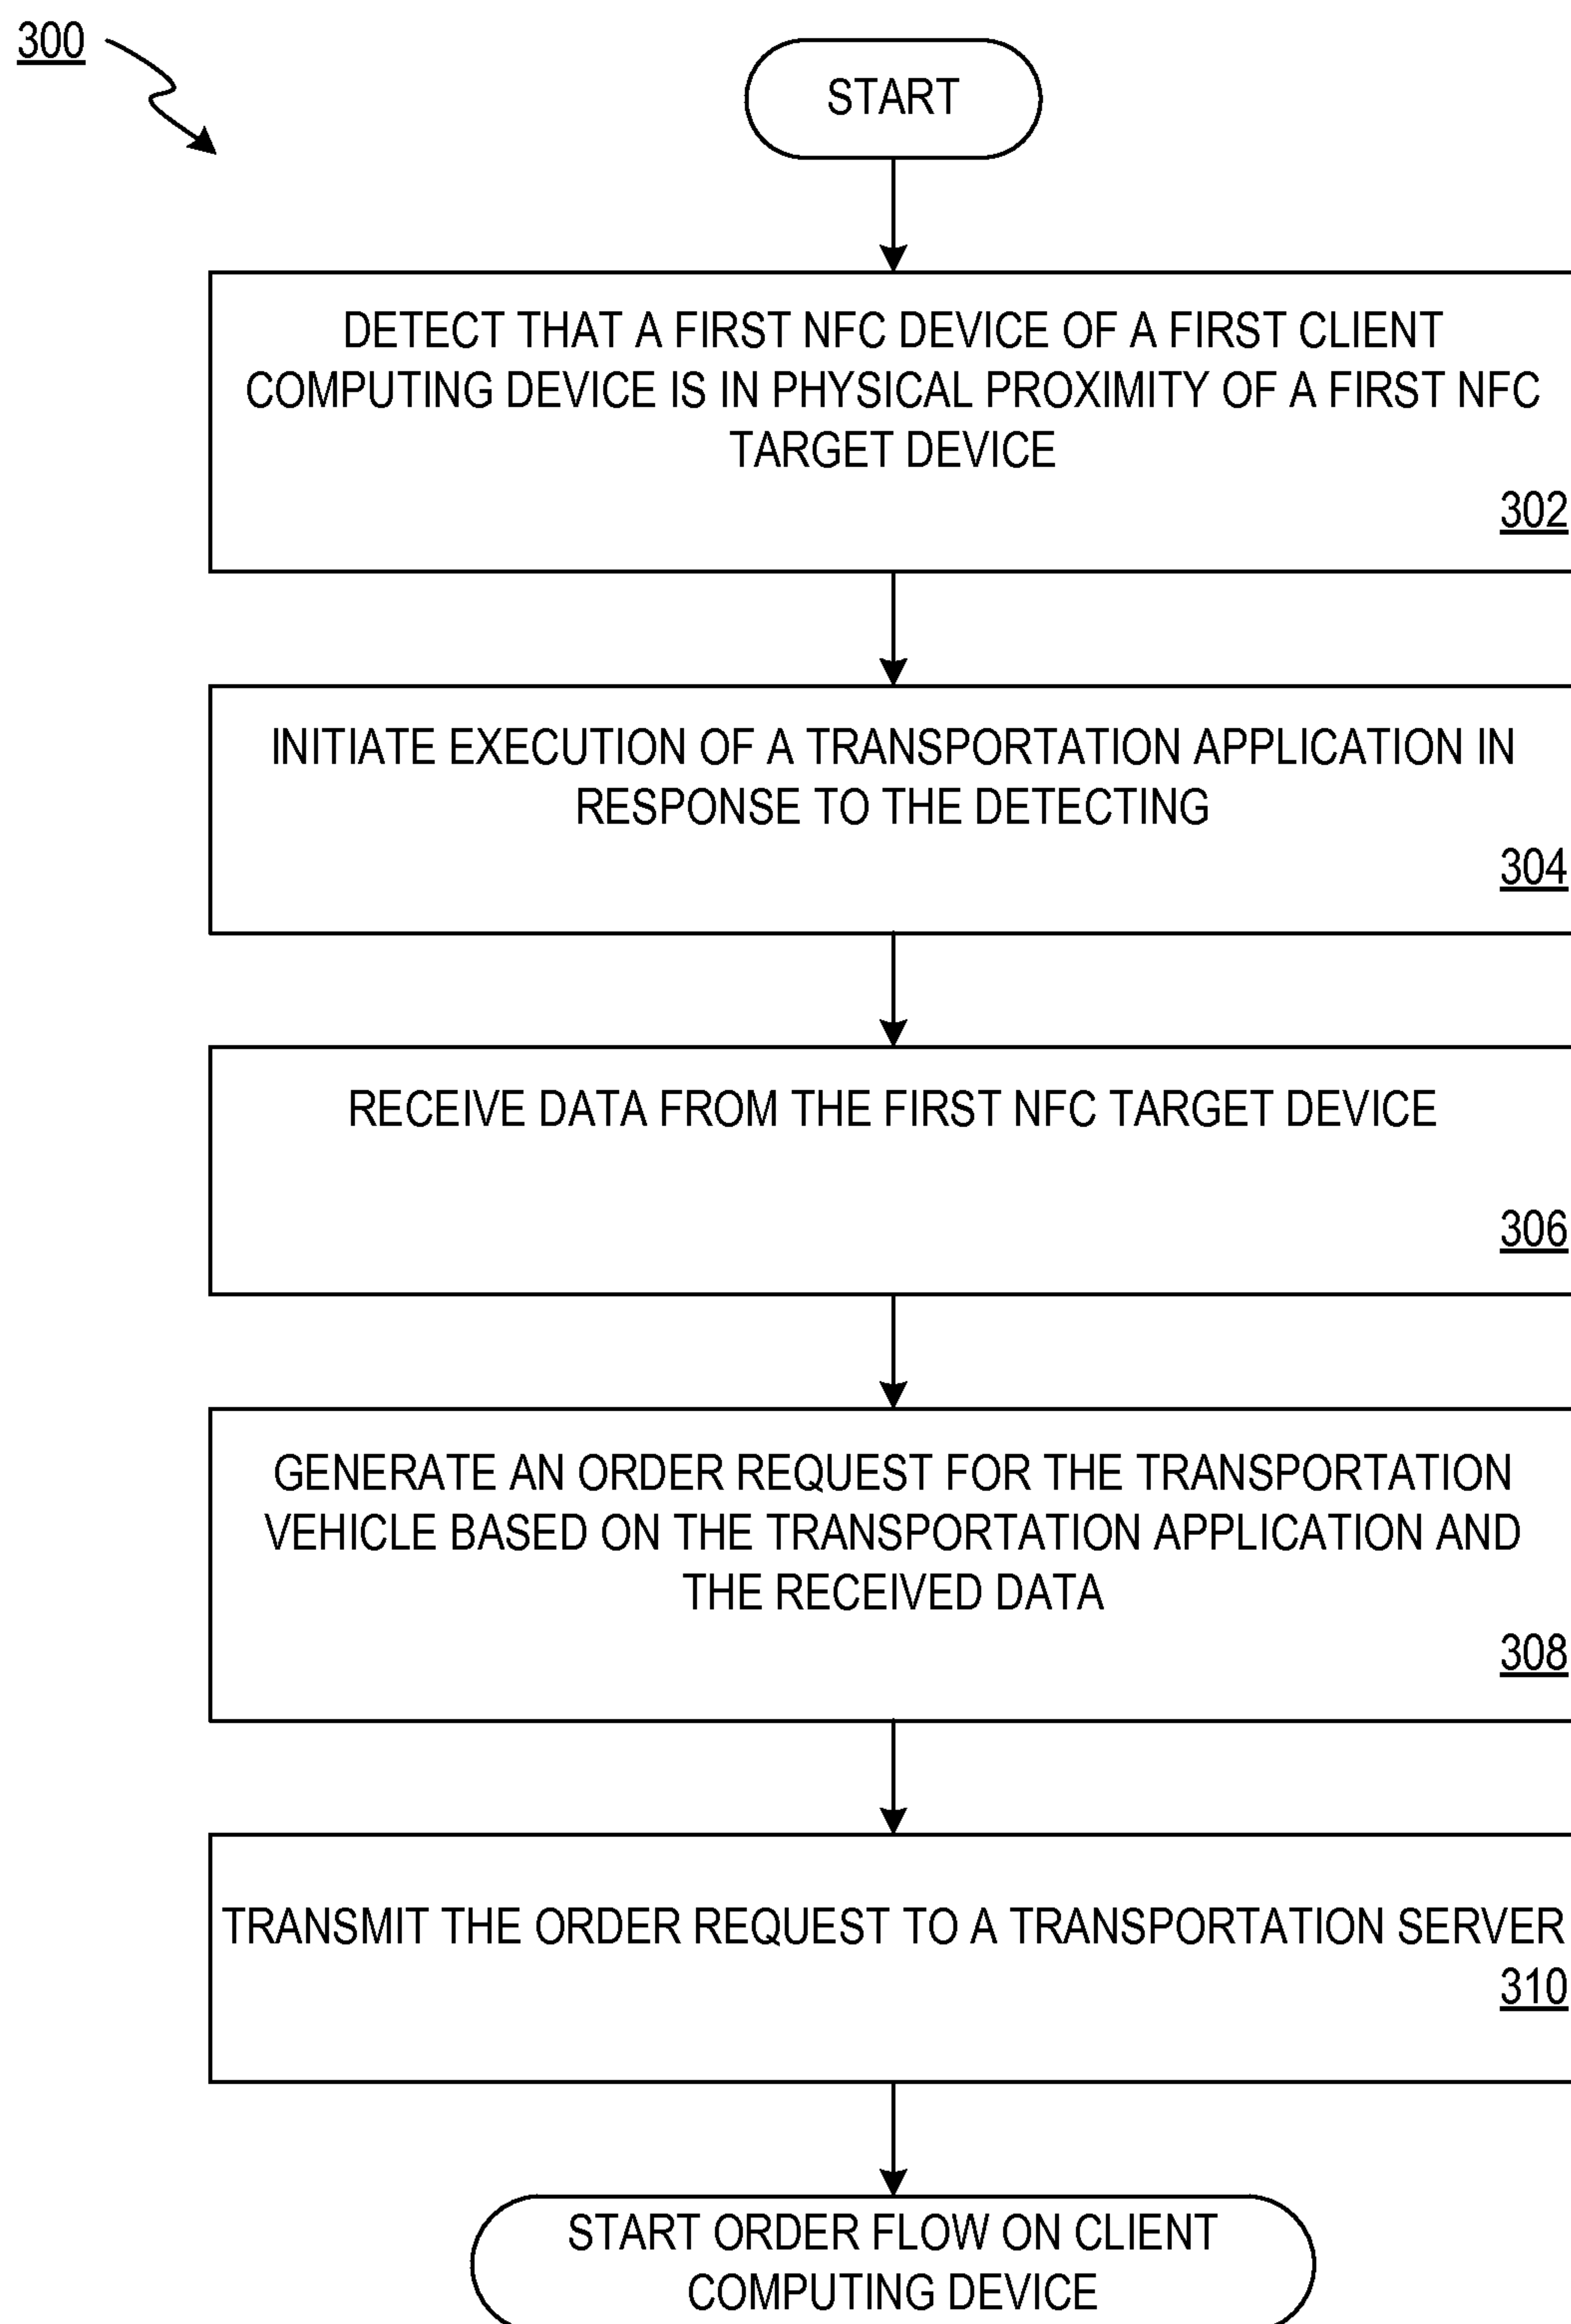 300
START
DETECT THAT A FIRST NFC DEVICE OF A FIRST CLIENT
COMPUTING DEVICE IS IN PHYSICAL PROXIMITY OF A FIRST NFC
TARGET DEVICE
302
INITIATE EXECUTION OF A TRANSPORTATION APPLICATION IN
RESPONSE TO THE DETECTING
304
RECEIVE DATA FROM THE FIRST NFC TARGET DEVICE
306
GENERATE AN ORDER REQUEST FOR THE TRANSPORTATION
VEHICLE BASED ON THE TRANSPORTATION APPLICATION AND
THE RECEIVED DATA
308
TRANSMIT THE ORDER REQUEST TO A TRANSPORTATION SERVER
310
START ORDER FLOW ON CLIENT
COMPUTING DEVICE